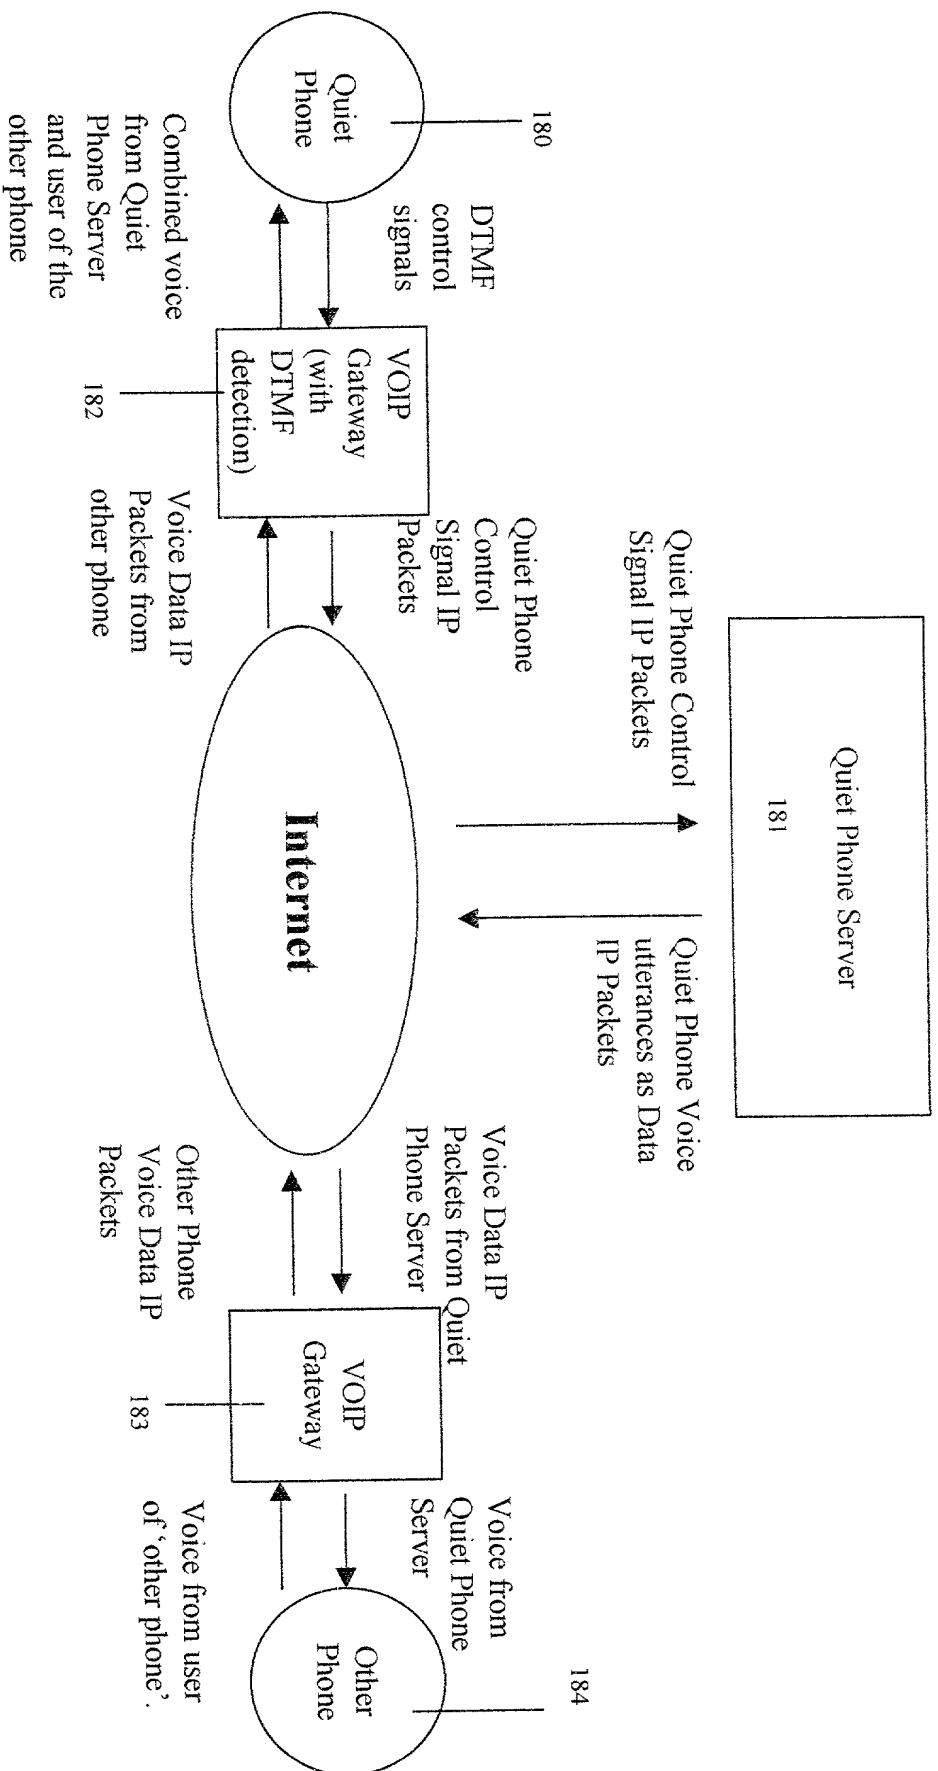 Quiet Phone Server
181
Quiet Phone Control
Signal IP Packets
Quiet Phone Voice
utterances as Data
IP Packets
180
DTMF
control
signals
Quiet
Phone
Combined voice
from Quiet
Phone Server
and user of the
other phone
VOIP
Gateway
(with
DTMF
detection)
182
Quiet Phone
Control
Signal IP
Packets
Voice Data IP
Packets from
other phone
Internet
Voice Data IP
Packets from Quiet
Phone Server
Other Phone
Voice Data IP
Packets
VOIP
Gateway
183
Voice from
Quiet Phone
Server
Voice from user
of ‘other phone’.
184
Other
Phone